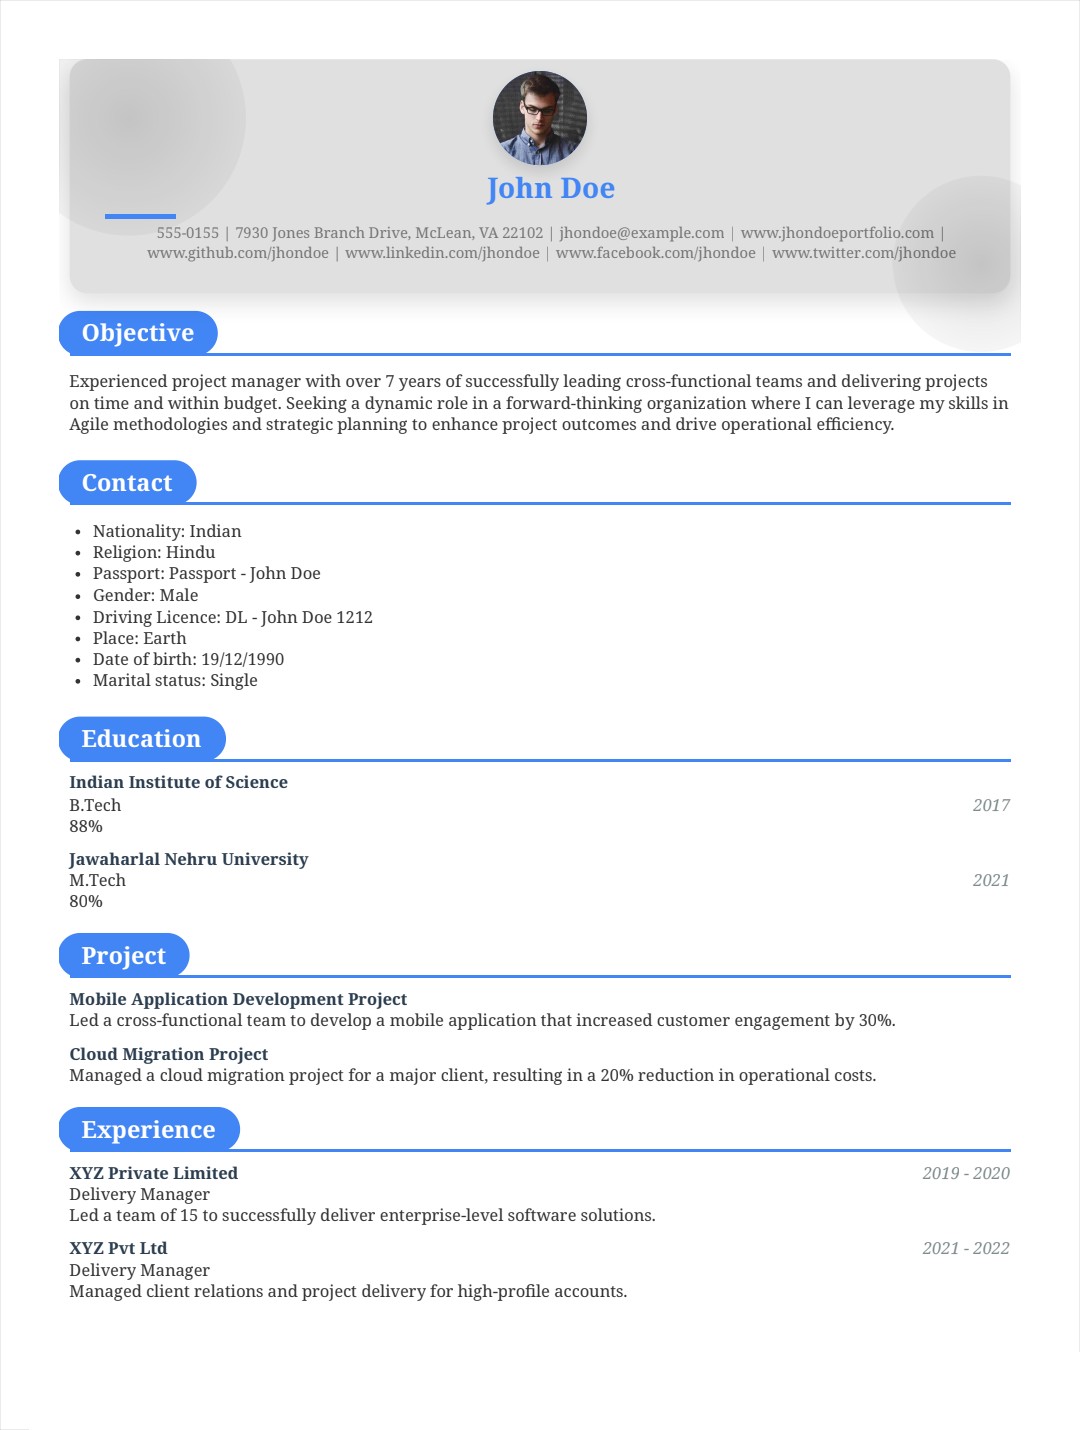 John Doe
555-0155 | 7930 Jones Branch Drive, McLean, VA 22102 | jhondoe@example.com | www.jhondoeportfolio.com |
www.github.com/jhondoe | www.linkedin.com/jhondoe | www.facebook.com/jhondoe | www.twitter.com/jhondoe
Objective
Experienced project manager with over 7 years of successfully leading cross-functional teams and delivering projects
on time and within budget. Seeking a dynamic role in a forward-thinking organization where I can leverage my skills in
Agile methodologies and strategic planning to enhance project outcomes and drive operational efficiency.
Contact
• Nationality: Indian
• Religion: Hindu
• Passport: Passport - John Doe
• Gender: Male
• Driving Licence: DL - John Doe 1212
• Place: Earth
• Date of birth: 19/12/1990
• Marital status: Single
Education
Indian Institute of Science
B.Tech 2017
88%
Jawaharlal Nehru University
M.Tech 2021
80%
Project
Mobile Application Development Project
Led a cross-functional team to develop a mobile application that increased customer engagement by 30%.
Cloud Migration Project
Managed a cloud migration project for a major client, resulting in a 20% reduction in operational costs.
Experience
XYZ Private Limited 2019 - 2020
Delivery Manager
Led a team of 15 to successfully deliver enterprise-level software solutions.
XYZ Pvt Ltd 2021 - 2022
Delivery Manager
Managed client relations and project delivery for high-profile accounts.